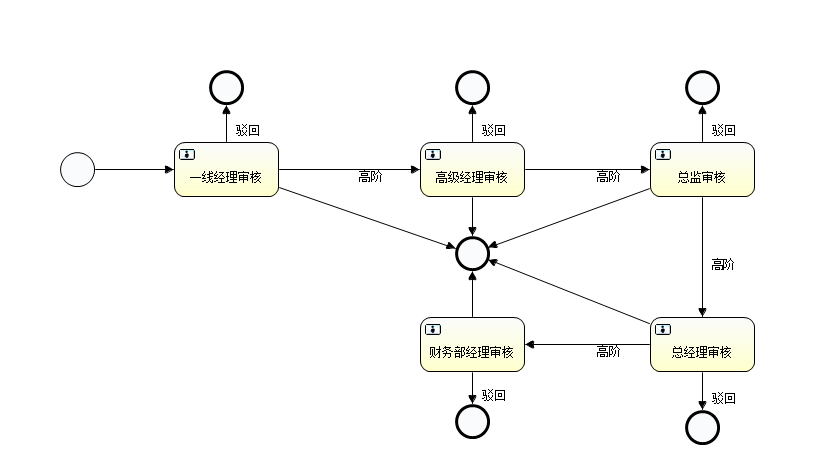 驳回
驳回
驳回
一线经理审核
高阶
高级经理审核
高阶
总监审核
高阶
财务部经理审核
高阶
总经理审核
驳回
驳回